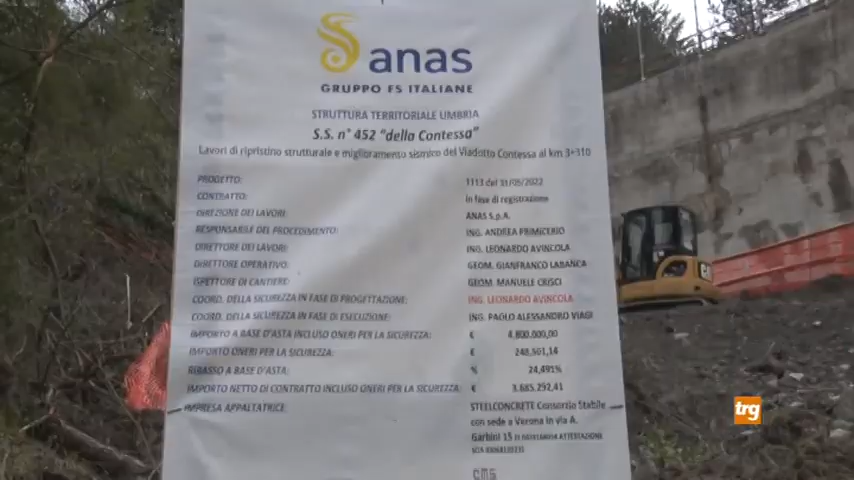 anas
GRUPPO FS ITALIANE
STRUTTURA TERRITORIALE UMBRIA
S.S. n° 452 "della Contessa"
Lavori di ripristino strutturale e miglioramento sismico del Viadotto Contessa al km 3+310
PROGETTO: 1113 del 31/05/2022
CONTRATTO: in fase di registrazione
DIREZIONE DEI LAVORI: ANAS S.p.A.
RESPONSABILE DEL PROCEDIMENTO: ING. ANDREA PRIMICERIO
DIRETTORE DEI LAVORI: ING. LEONARDO AVINCOLA
DIRETTORE OPERATIVO: GEOM. GIANFRANCO LABANCA
ISPETTORE DI CANTIERE: GEOM. MANUELE CRISCI
COORD. DELLA SICUREZZA IN FASE DI PROGETTAZIONE: ING. LEONARDO AVINCOLA
COORD. DELLA SICUREZZA IN FASE DI ESECUZIONE: ING. PAOLO ALESSANDRO VIAGI
IMPORTO A BASE D'ASTA INCLUSO ONERI PER LA SICUREZZA: € 4.800.000,00
IMPORTO ONERI PER LA SICUREZZA: € 248.501,14
RIBASSO A BASE D'ASTA: % 24,491%
IMPORTO NETTO DI CONTRATTO INCLUSO ONERI PER LA SICUREZZA: € 3.685.292,41
IMPRESA APPALTATRICE: STEELCONCRETE Consorzio Stabile
con sede a Verona in via A.
Garbini 15 ATTESTAZIONE
SOA
CMS
trg